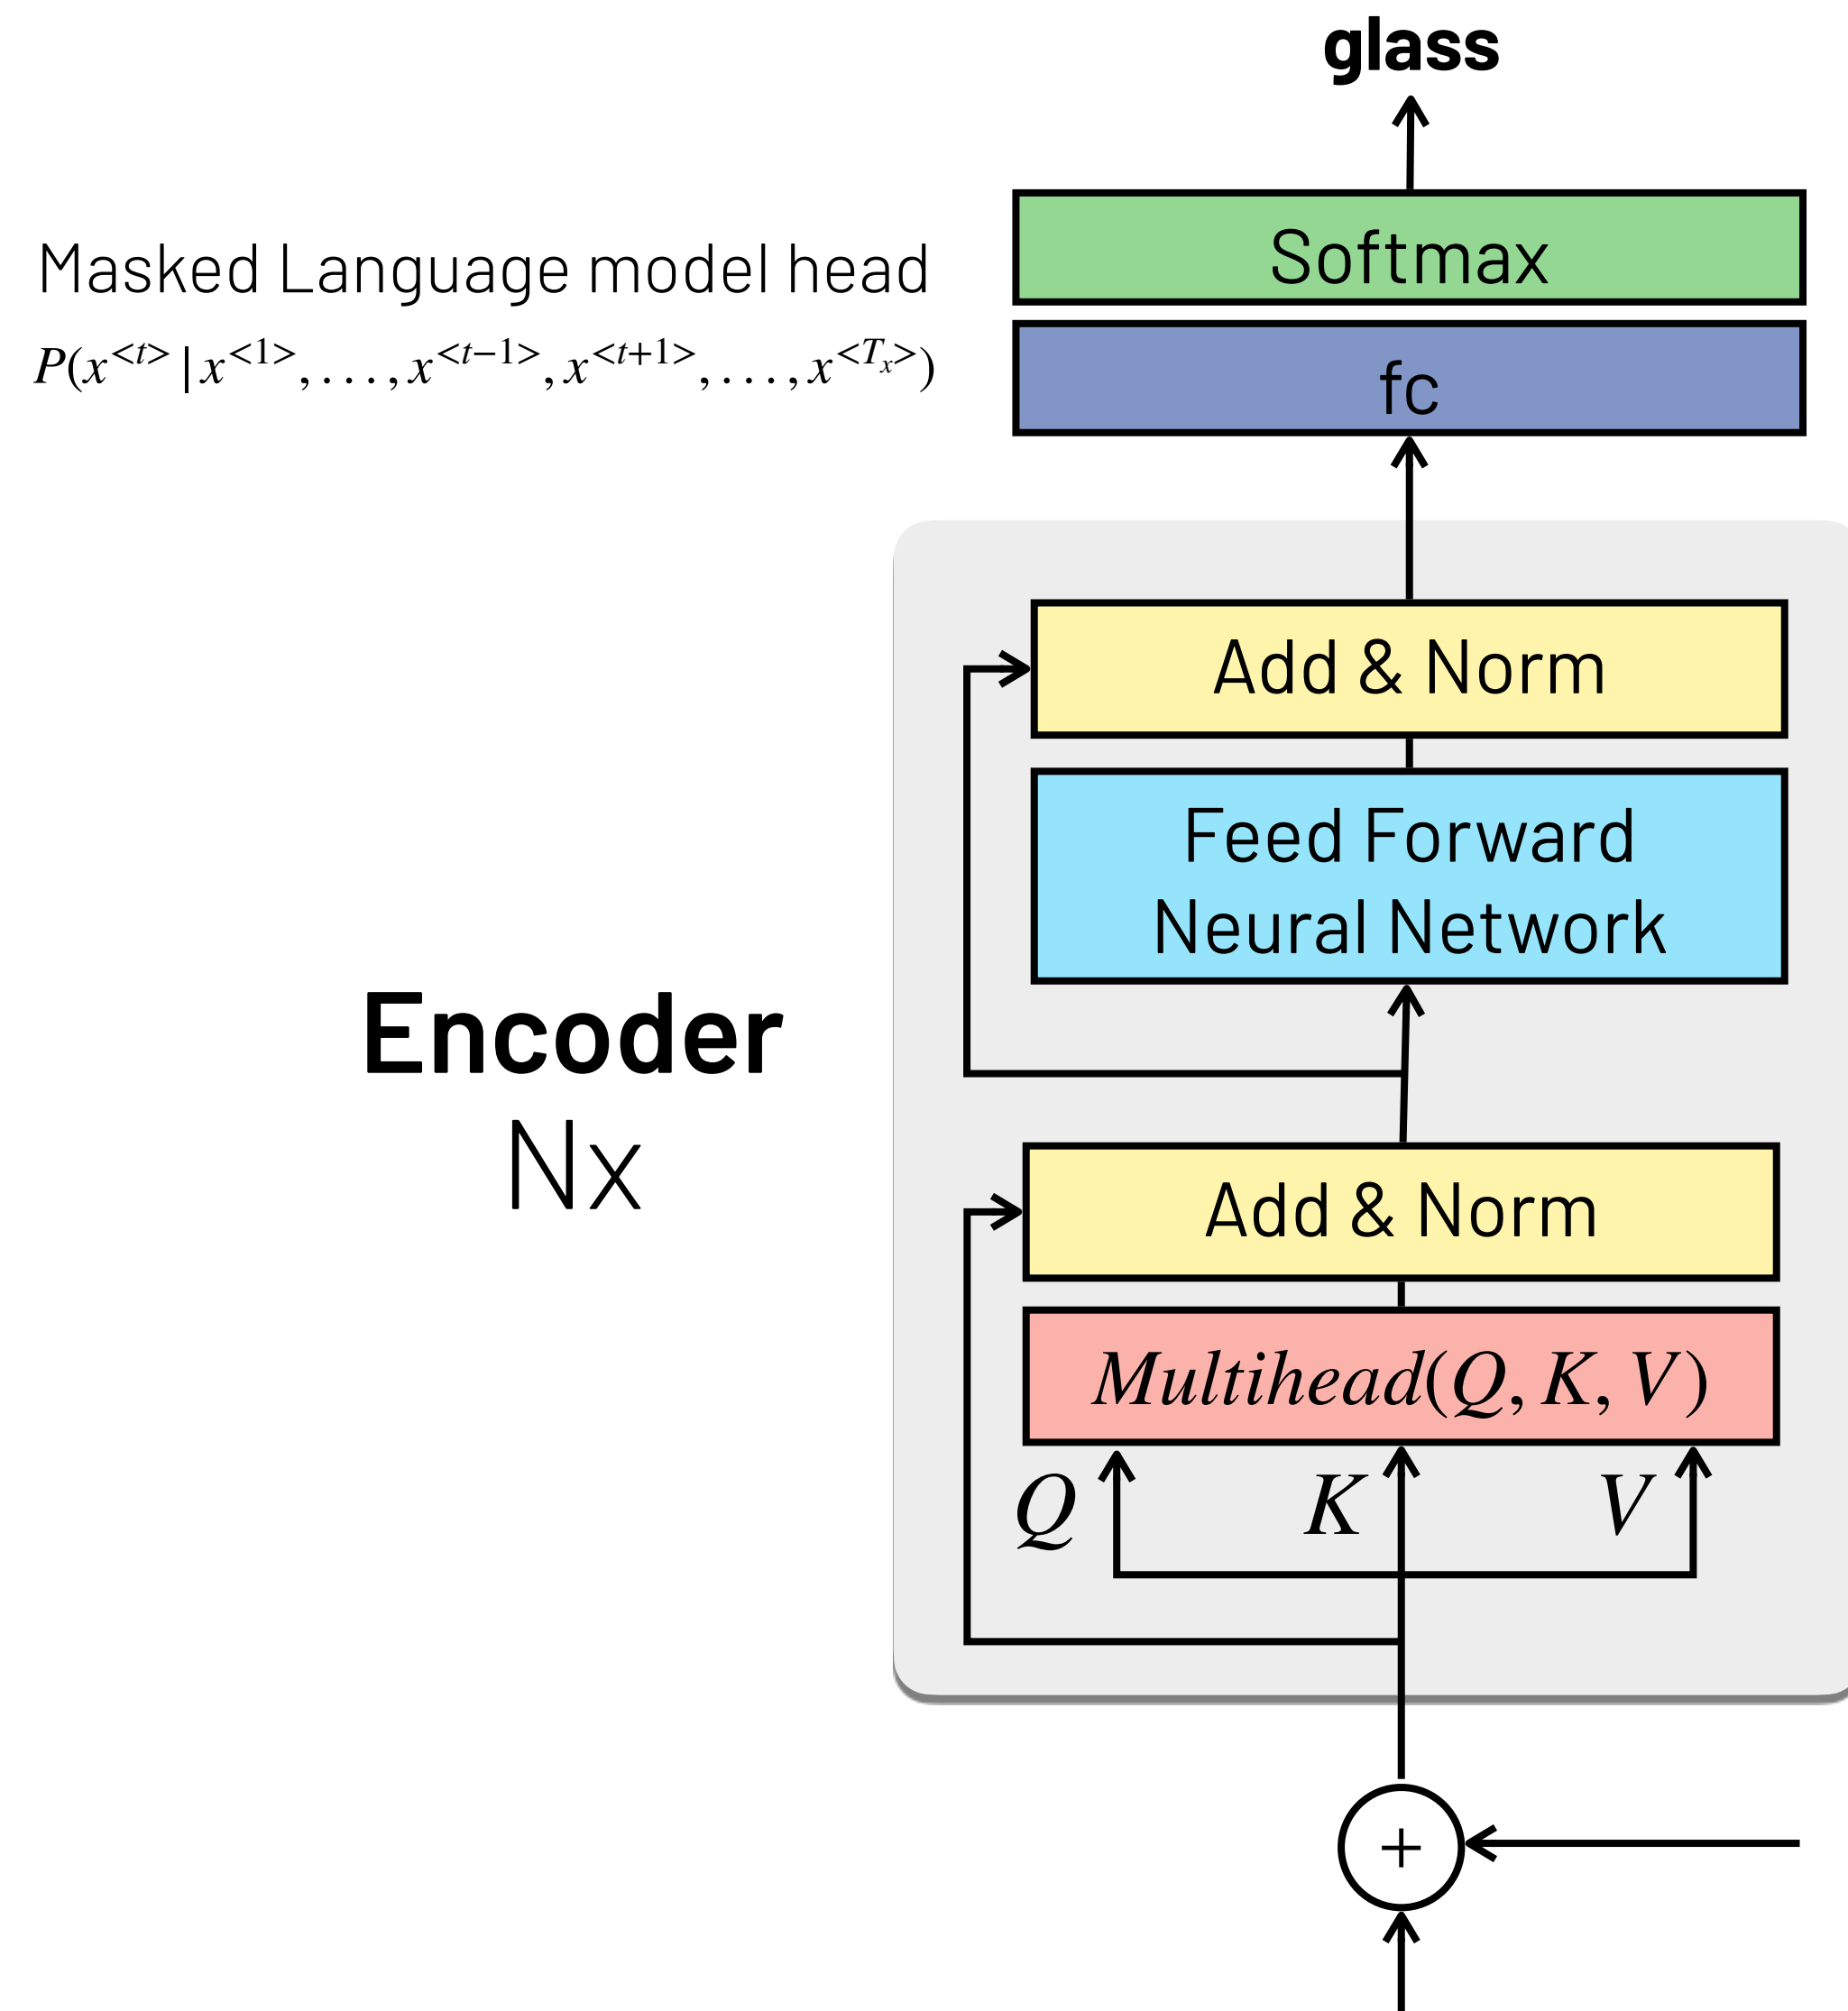 glass
Softmax
Masked Language model head
fc
P(x^{<t>} | x^{<1>}, ..., x^{<t-1>}, x^{<t+1>}, ..., x^{<T_x>})
Add & Norm
Feed Forward
Neural Network
Encoder
Nx
Add & Norm
Multihead(Q, K, V)
Q K V
+